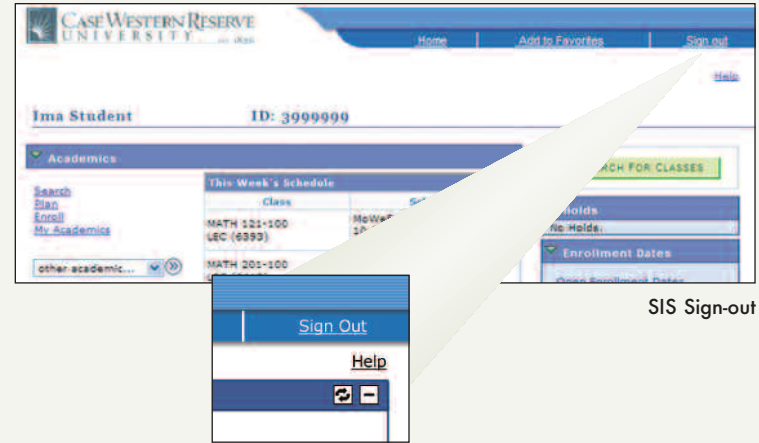 CASE WESTERN RESERVE
UNIVERSITY
Home Add to Favorites Sign out
Help
Ima Student ID: 3999999
Academics
Search
Plan
Enroll
My Academics
other academic...
This Week's Schedule
Class
MATH 121-100
LEC (6393)
MATH 201-100
RCH FOR CLASSES
No Holds.
Enrollment Dates
Open Enrollment Dates
SIS Sign-out
Sign Out
Help